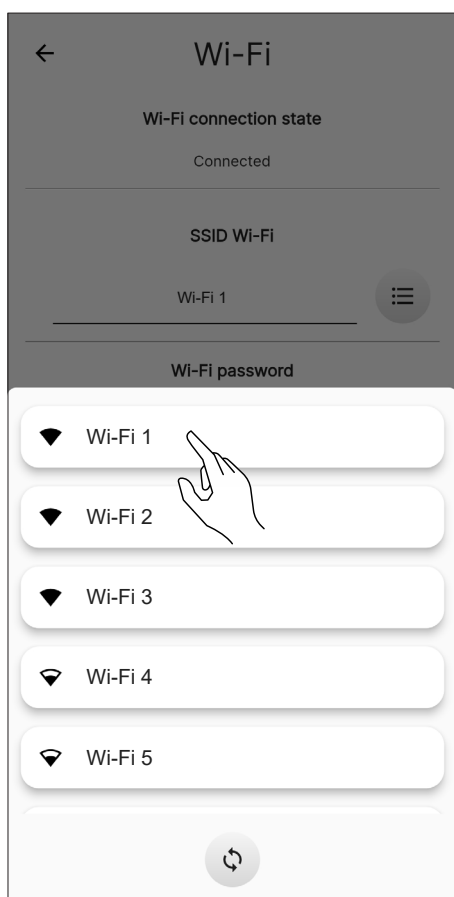 Wi-Fi
Wi-Fi connection state
Connected
SSID Wi-Fi
Wi-Fi 1
Wi-Fi password
Wi-Fi 1
Wi-Fi 2
Wi-Fi 3
Wi-Fi 4
Wi-Fi 5